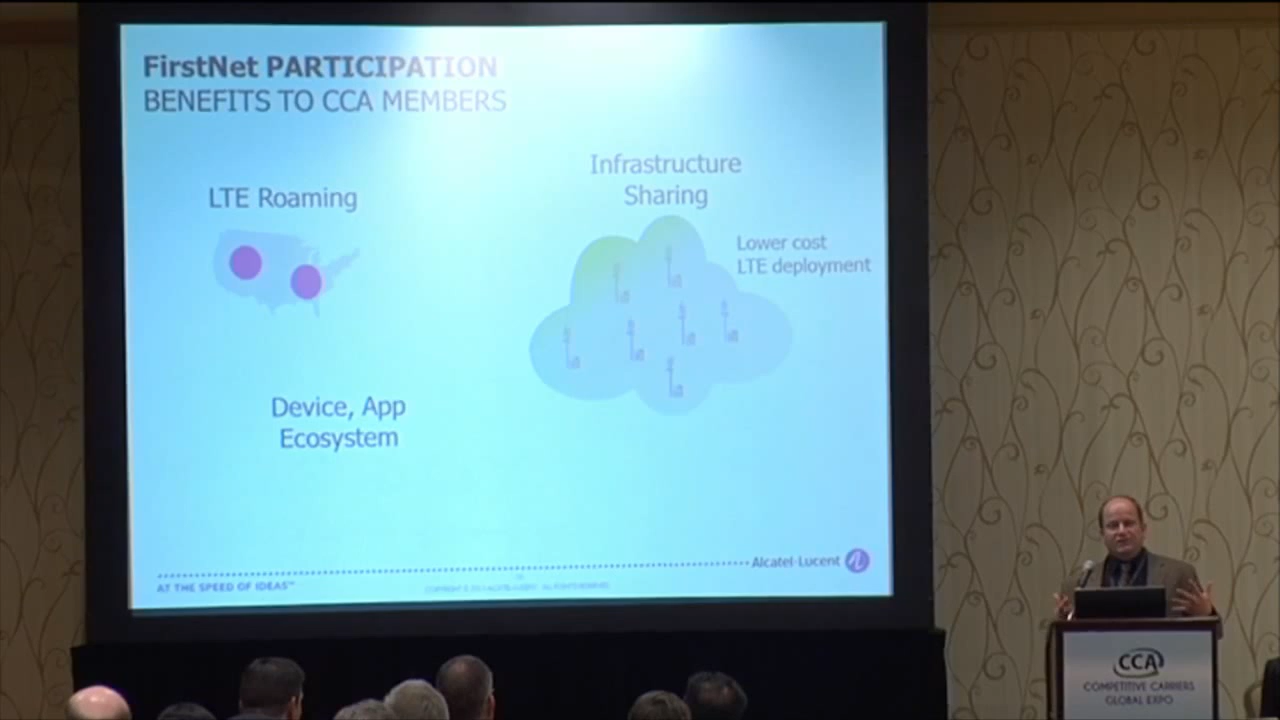 FirstNet PARTICIPATION
BENEFITS TO CCA MEMBERS
LTE Roaming
Infrastructure
Sharing
Lower cost
LTE deployment
Device, App
Ecosystem
Alcatel·Lucent
AT THE SPEED OF IDEAS™
CCA
COMPETITIVE CARRIERS
GLOBAL EXPO